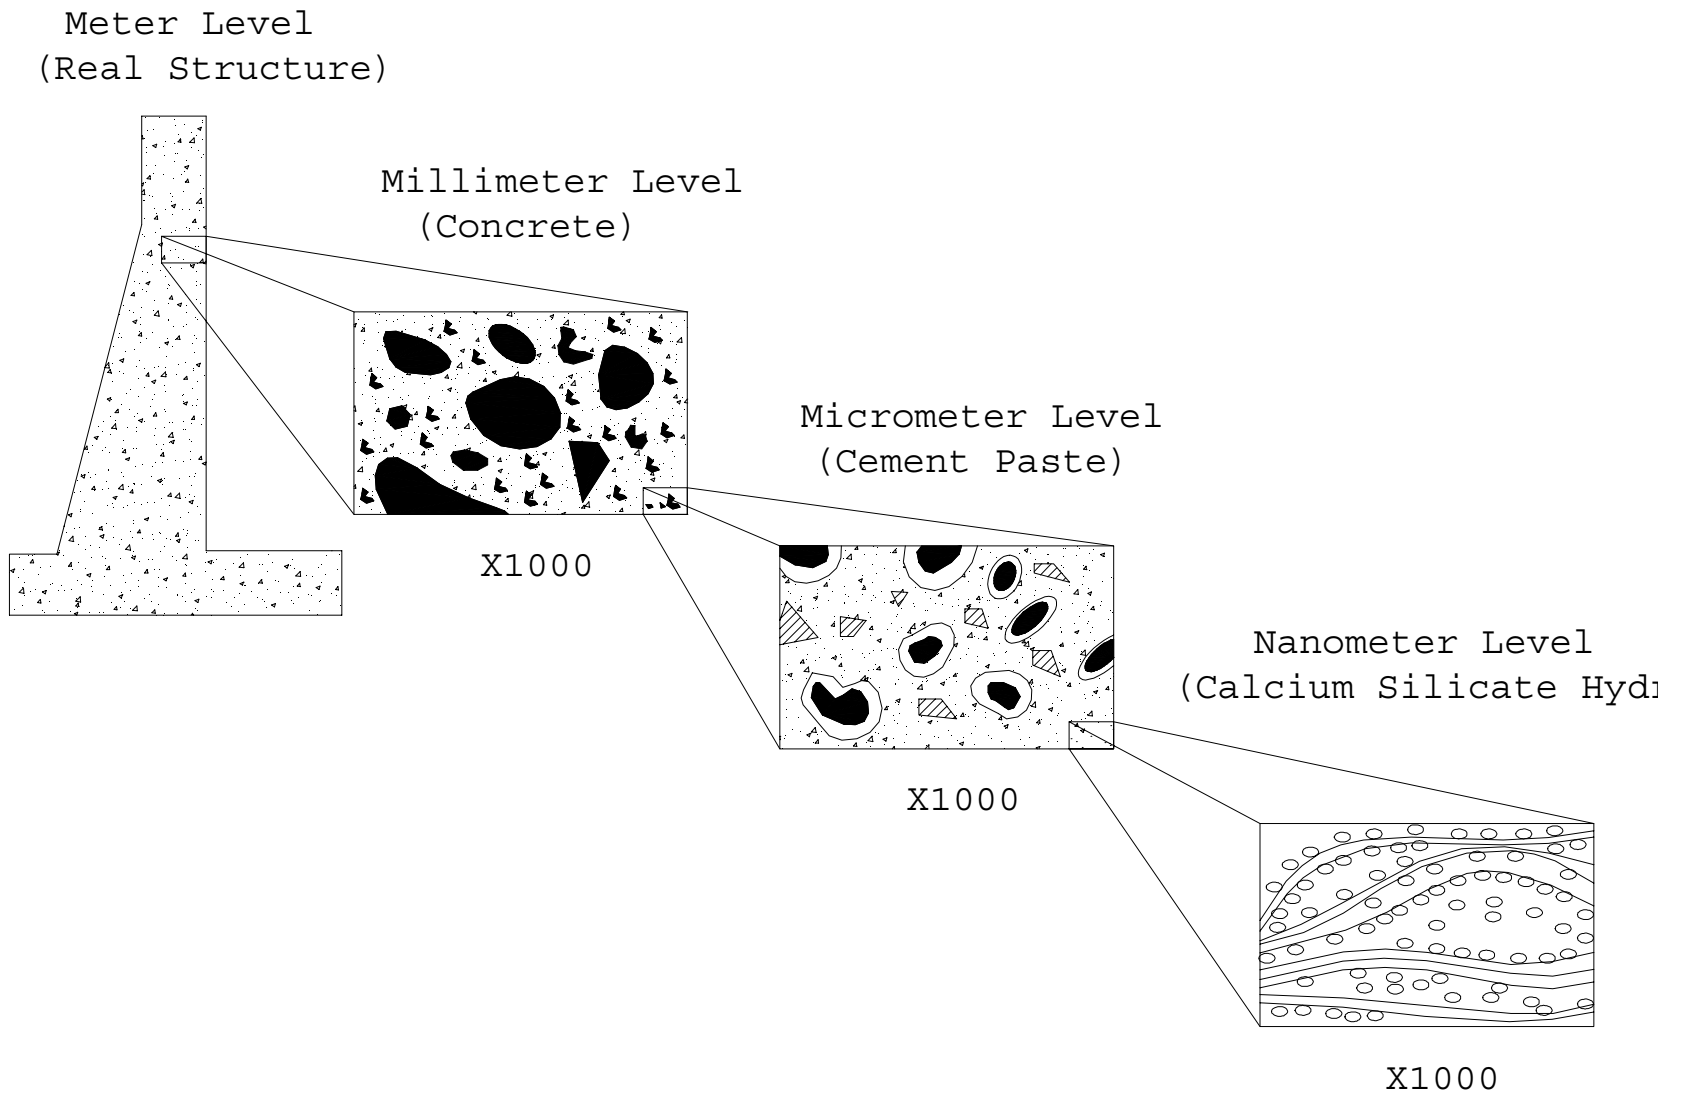 Meter Level
(Real Structure)
Millimeter Level
(Concrete)
X1000
Micrometer Level
(Cement Paste)
X1000
Nanometer Level
(Calcium Silicate
X1000